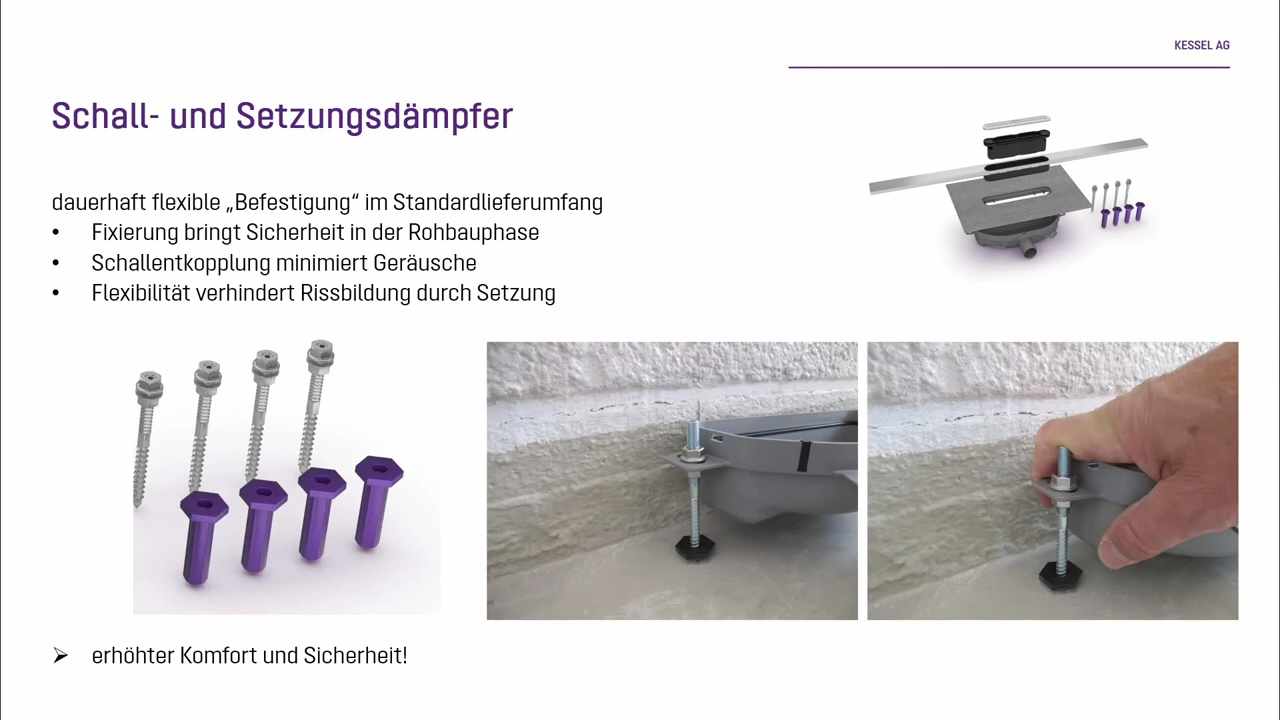 KESSEL AG
Schall- und Setzungsdämpfer
dauerhaft flexible „Befestigung“ im Standardlieferumfang
• Fixierung bringt Sicherheit in der Rohbauphase
• Schallentkopplung minimiert Geräusche
• Flexibilität verhindert Rissbildung durch Setzung
➢ erhöhter Komfort und Sicherheit!